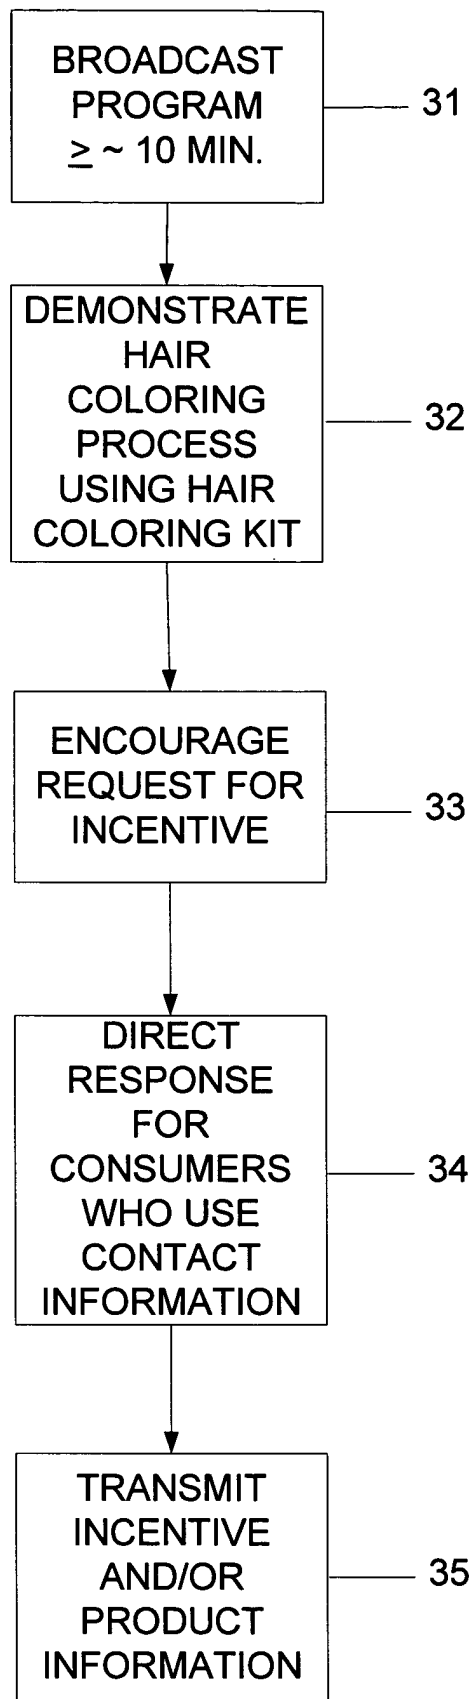 BROADCAST
PROGRAM
≥ ~ 10 MIN.
31
DEMONSTRATE
HAIR
COLORING
PROCESS
USING HAIR
COLORING KIT
32
ENCOURAGE
REQUEST FOR
INCENTIVE
33
DIRECT
RESPONSE
FOR
CONSUMERS
WHO USE
CONTACT
INFORMATION
34
TRANSMIT
INCENTIVE
AND/OR
PRODUCT
INFORMATION
35